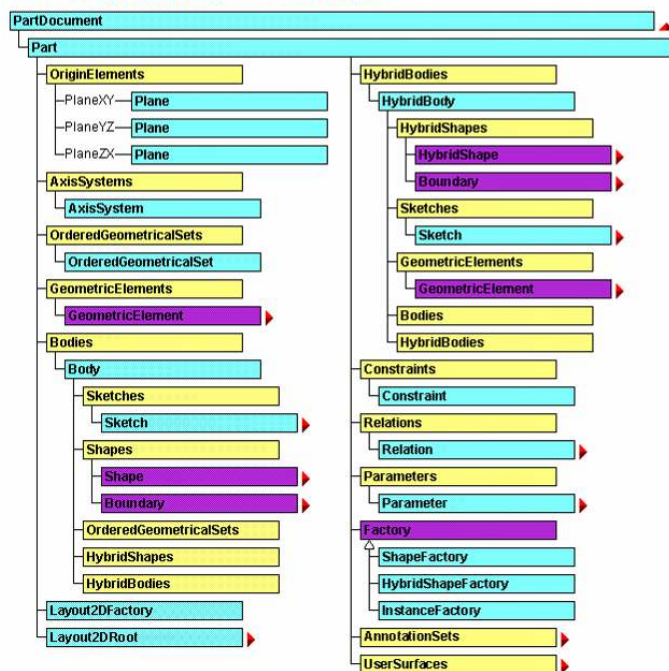 PartDocument
Part
OriginElements
PlaneXY Plane
PlaneYZ Plane
PlaneZX Plane
AxisSystems
AxisSystem
OrderedGeometricalSets
OrderedGeometricalSet
GeometricElements
GeometricElement
Bodies
Body
Sketches
Sketch
Shapes
Shape
Boundary
OrderedGeometricalSets
HybridShapes
HybridBodies
Layout2DFactory
Layout2DRoot
HybridBodies
HybridBody
HybridShapes
HybridShape
Boundary
Sketches
Sketch
GeometricElements
GeometricElement
Bodies
HybridBodies
Constraints
Constraint
Relations
Relation
Parameters
Parameter
Factory
ShapeFactory
HybridShapeFactory
InstanceFactory
AnnotationSets
UserSurfaces